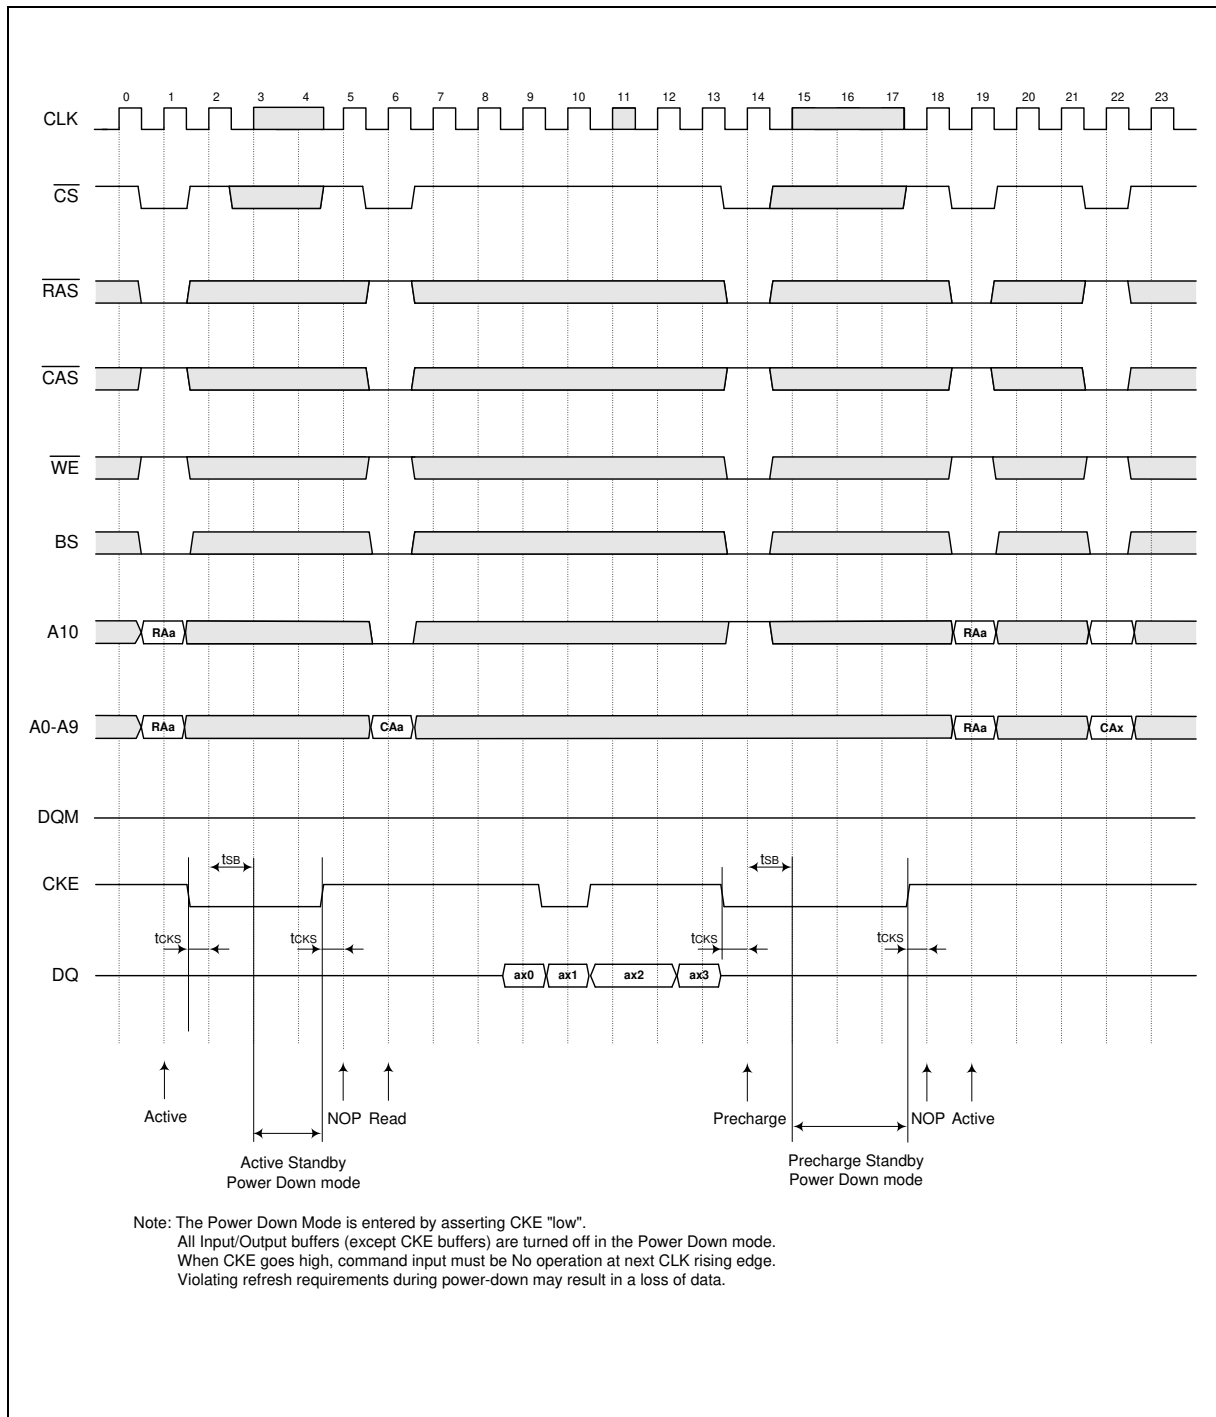 0 1 2 3 4 5 6 7 8 9 10 11 12 13 14 15 16 17 18 19 20 21 22 23
CLK
CS
RAS
CAS
WE
BS
A10 RAa RAa
A0-A9 RAa CAa RAa CAx
DQM
tSB tSB
CKE
tCKS tCKS tCKS tCKS
DQ ax0 ax1 ax2 ax3
Active NOP Read Precharge NOP Active
Active Standby
Power Down mode
Precharge Standby
Power Down mode
Note: The Power Down Mode is entered by asserting CKE "low".
All Input/Output buffers (except CKE buffers) are turned off in the Power Down mode.
When CKE goes high, command input must be No operation at next CLK rising edge.
Violating refresh requirements during power-down may result in a loss of data.